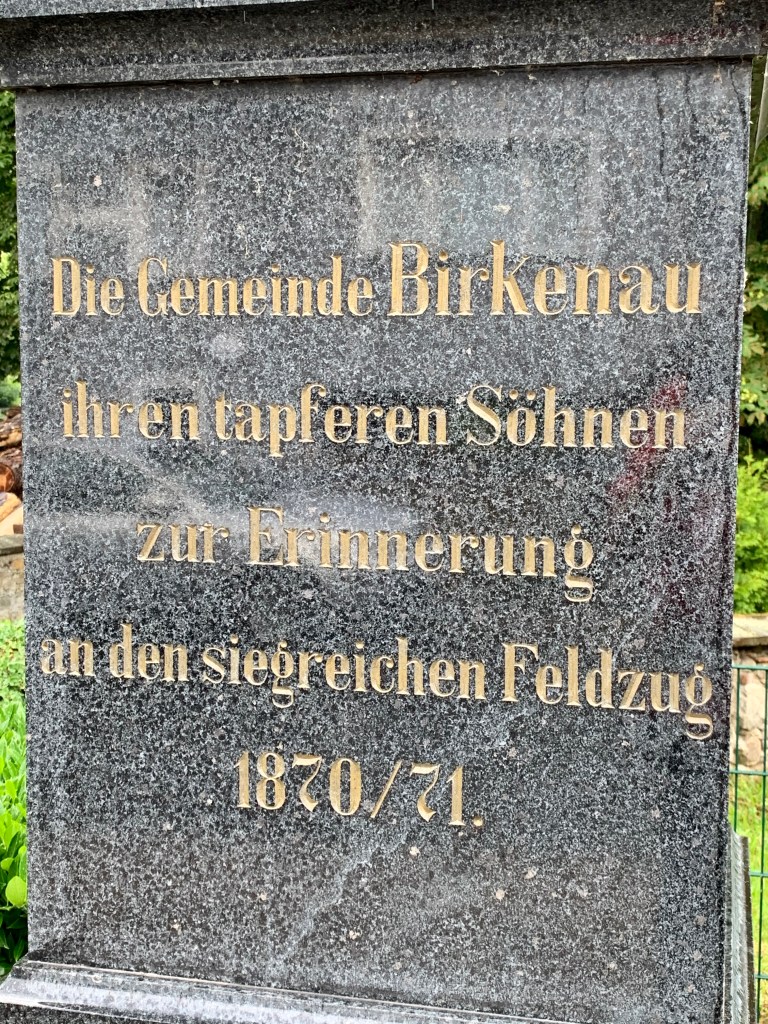 Die Gemeinde Birkenau
ihren tapferen Söhnen
zur Erinnerung
an den siegreichen Feldzug
1870/71.